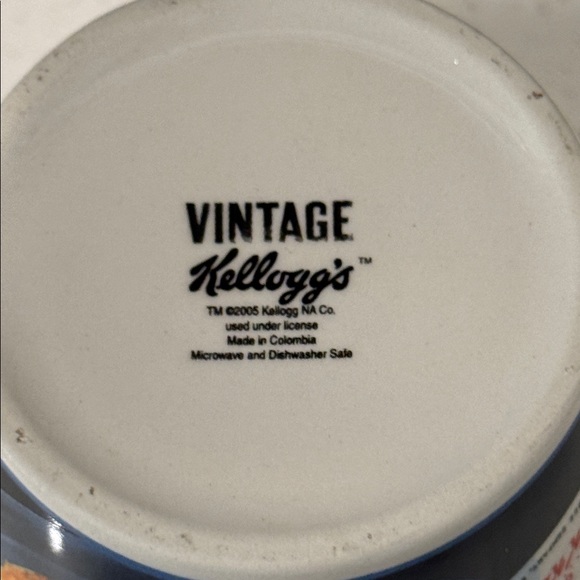 VINTAGE
Kellogg's™
TM ©2005 Kellogg NA Co.
used under license
Made in Colombia
Microwave and Dishwasher Safe